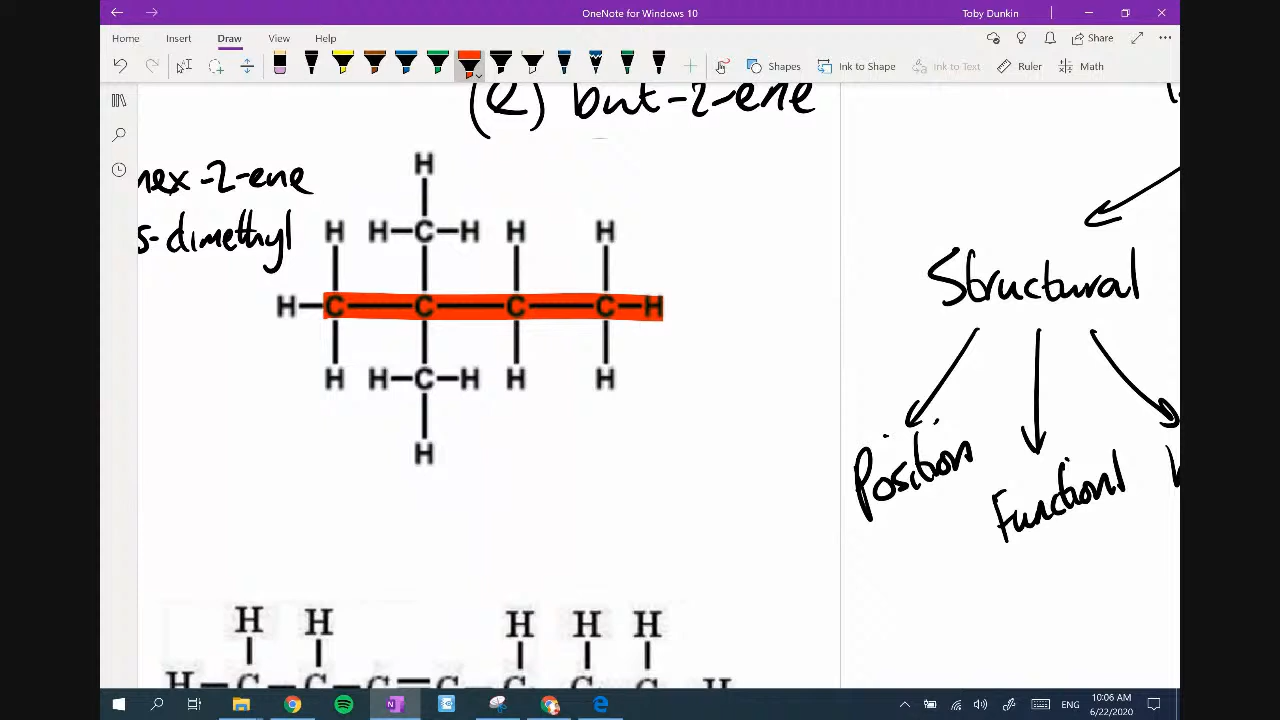 OneNote for Windows 10
Toby Dunkin
Home Insert Draw View Help
Share
Shapes
Ink to Shape
Ink to Text
Ruler
Math
(E) but-2-ene
hex-2-ene
5-dimethyl
H
H H-C-H H H
H-C-C-C-C-H
H H-C-H H H
H
Structural
Position
Functional
H H H H H
H-C-C-C=C-C-C-C-H
ENG
10:06 AM
6/22/2020